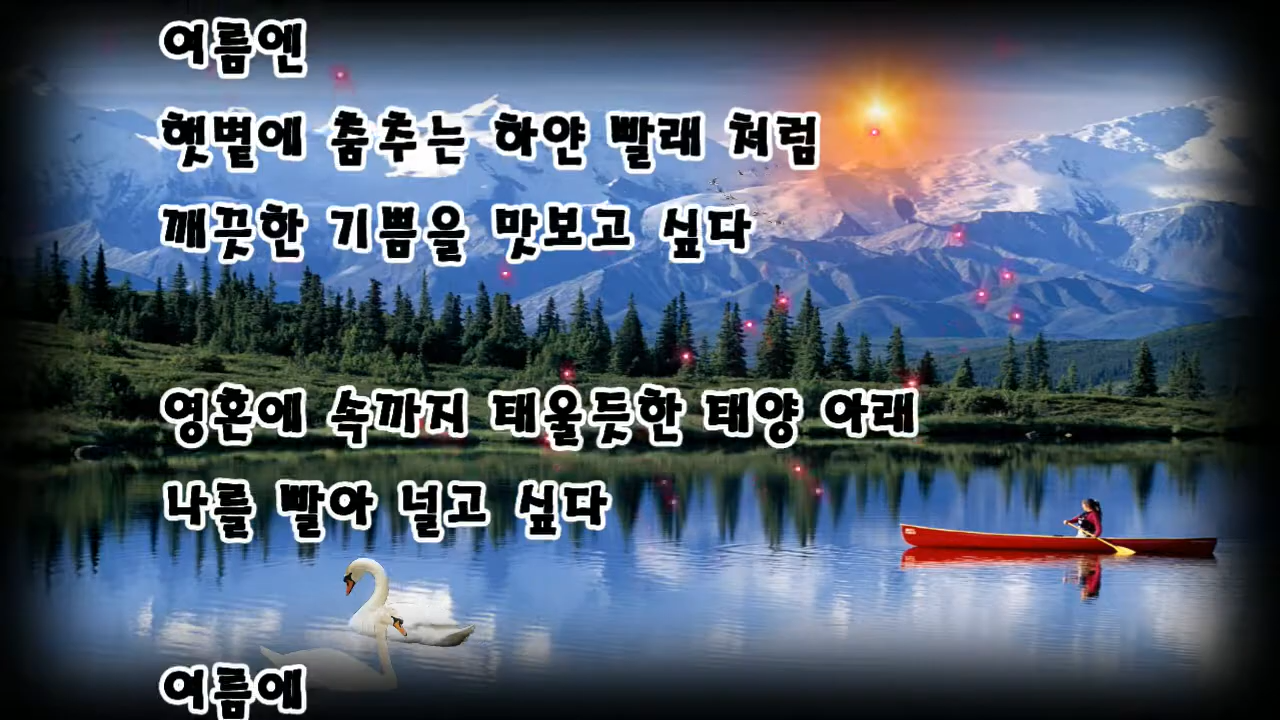 여름엔
햇볕에 춤추는 하얀 빨래 처럼
깨끗한 기쁨을 맛보고 싶다
영혼에 속까지 태울듯한 태양 아래
나를 빨아 널고 싶다
여름에